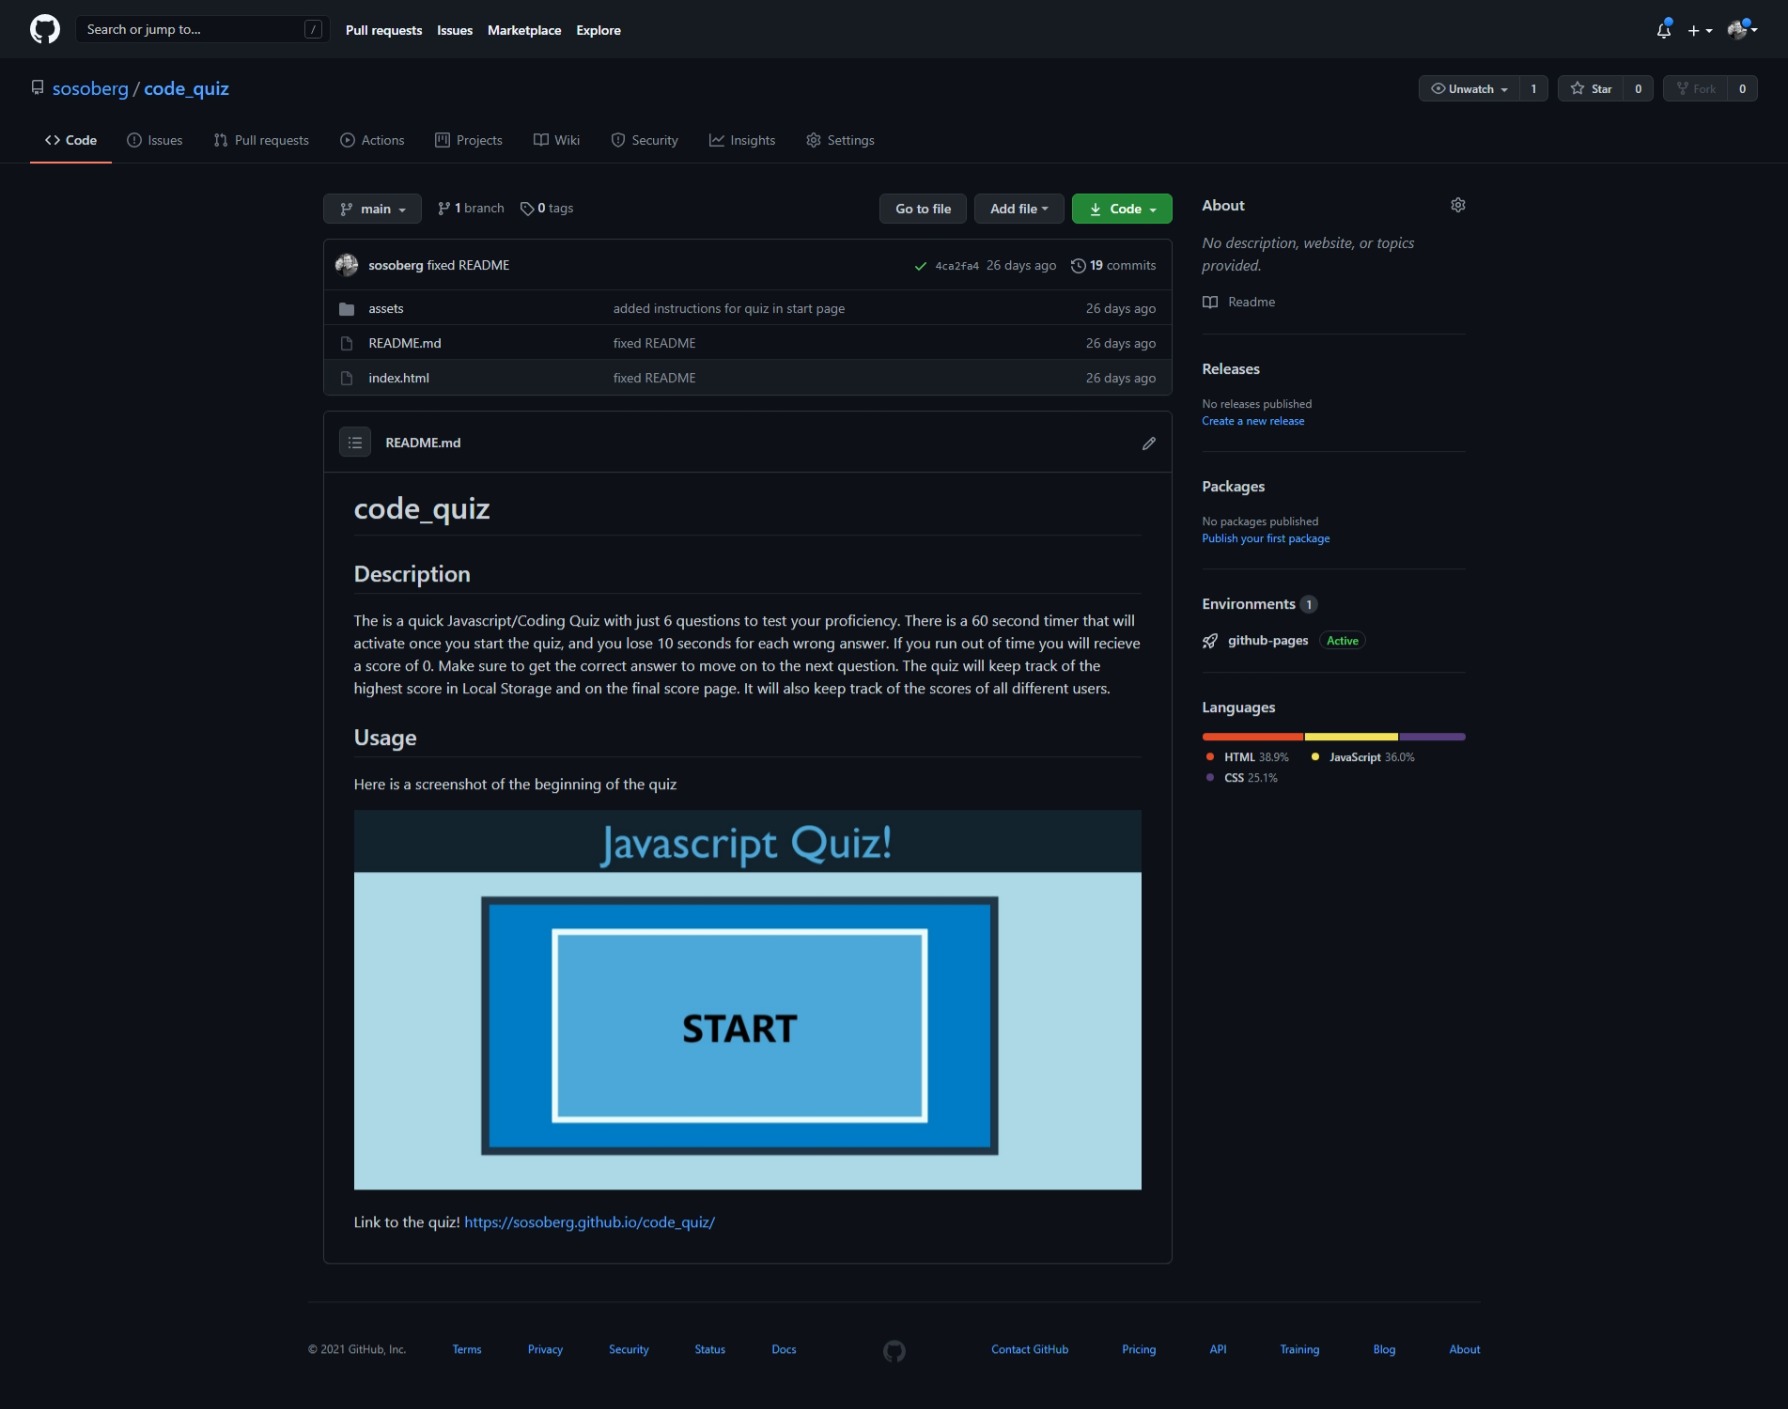 Search or jump to... /
Pull requests Issues Marketplace Explore
sosoberg / code_quiz
Unwatch 1 Star 0 Fork 0
Code Issues Pull requests Actions Projects Wiki Security Insights Settings
main 1 branch 0 tags
Go to file Add file Code
sosoberg fixed README 4ca2fa4 26 days ago 19 commits
assets added instructions for quiz in start page 26 days ago
README.md fixed README 26 days ago
index.html fixed README 26 days ago
README.md
code_quiz
Description
The is a quick Javascript/Coding Quiz with just 6 questions to test your proficiency. There is a 60 second timer that will
activate once you start the quiz, and you lose 10 seconds for each wrong answer. If you run out of time you will recieve
a score of 0. Make sure to get the correct answer to move on to the next question. The quiz will keep track of the
highest score in Local Storage and on the final score page. It will also keep track of the scores of all different users.
Usage
Here is a screenshot of the beginning of the quiz
Javascript Quiz!
START
Link to the quiz! https://sosoberg.github.io/code_quiz/
About
No description, website, or topics
provided.
Readme
Releases
No releases published
Create a new release
Packages
No packages published
Publish your first package
Environments 1
github-pages Active
Languages
HTML 38.9% JavaScript 36.0%
CSS 25.1%
© 2021 GitHub, Inc. Terms Privacy Security Status Docs Contact GitHub Pricing API Training Blog About